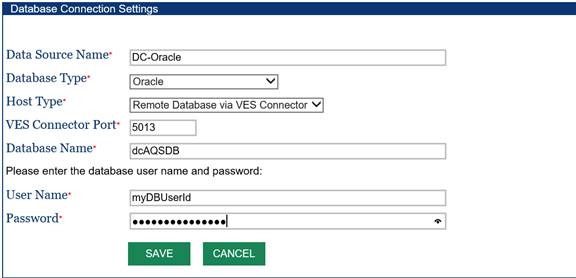 Database Connection Settings
Data Source Name* DC-Oracle
Database Type* Oracle
Host Type* Remote Database via VES Connector
VES Connector Port* 5013
Database Name* dcAQSDB
Please enter the database user name and password:
User Name* myDBUserId
Password* ●●●●●●●●●●●●●●●
SAVE CANCEL